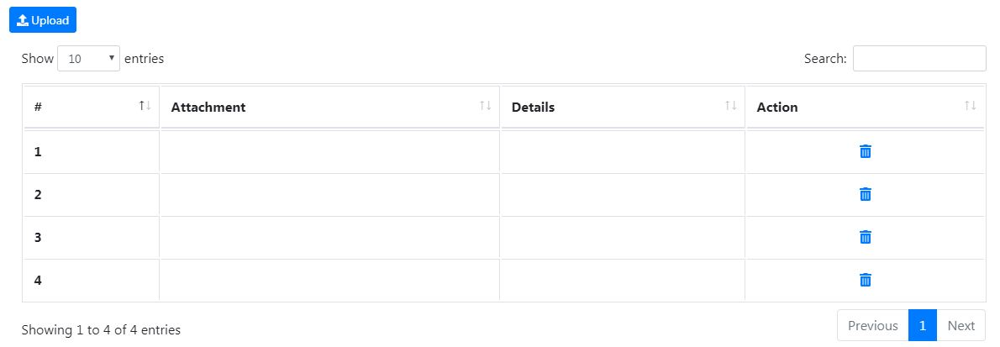 Upload
Show 10 entries Search:
# Attachment Details Action
1
2
3
4
Showing 1 to 4 of 4 entries Previous 1 Next